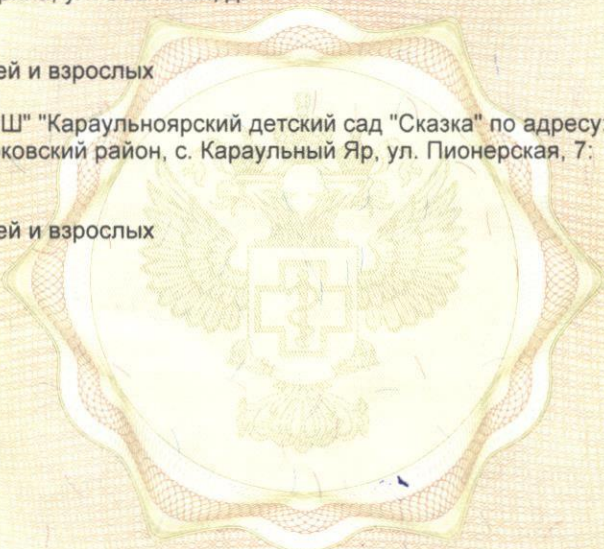 ей и взрослых
Ш" "Караульноярский детский сад "Сказка" по адресу:
ковский район, с. Караульный Яр, ул. Пионерская, 7:
ей и взрослых